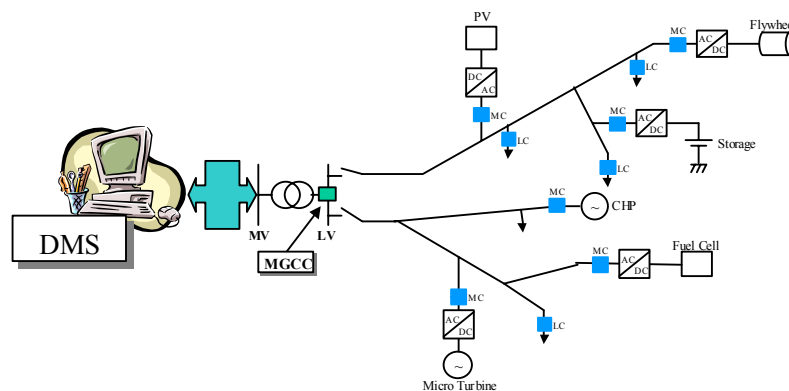 PV
Flywheel
MC
AC
DC
DC
AC
LC
MC
LC
MC
AC
DC
Storage
LC
MC
CHP
~
DMS
MV
LV
MGCC
Fuel Cell
MC
AC
DC
MC
LC
AC
DC
~
Micro Turbine